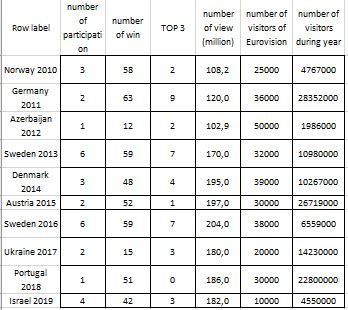 Row label number of participation number of win TOP 3 number of view (million) number of visitors of Eurovision number of visitors during year
Norway 2010 3 58 2 108,2 25000 4767000
Germany 2011 2 63 9 120,0 36000 28352000
Azerbaijan 2012 1 12 2 102,9 50000 1986000
Sweden 2013 6 59 7 170,0 32000 10980000
Denmark 2014 3 48 4 195,0 39000 10267000
Austria 2015 2 52 1 197,0 30000 26719000
Sweden 2016 6 59 7 204,0 38000 6559000
Ukraine 2017 2 15 3 180,0 20000 14230000
Portugal 2018 1 51 0 186,0 30000 22800000
Israel 2019 4 42 3 182,0 10000 4550000